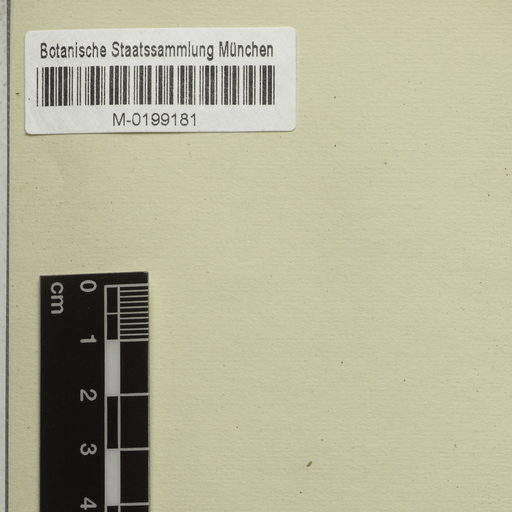 Botanische Staatssammlung München
M-0199181
cm
0
1
2
3
4